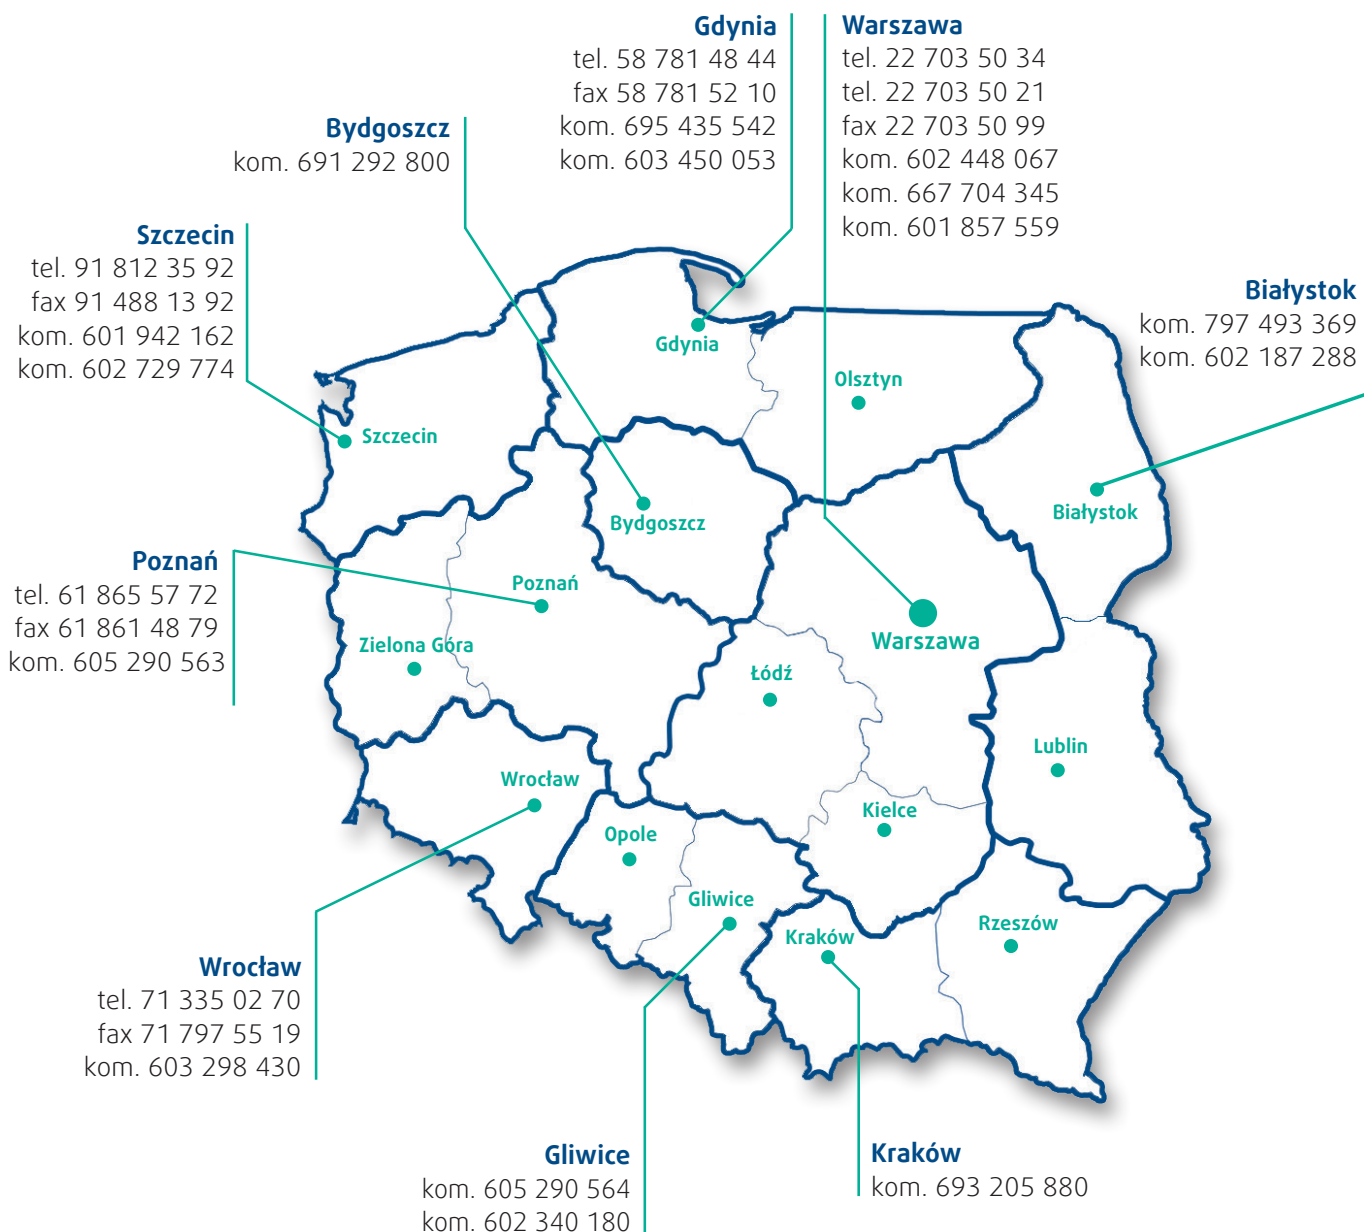 Gdynia
tel. 58 781 48 44
fax 58 781 52 10
kom. 695 435 542
kom. 603 450 053
Warszawa
tel. 22 703 50 34
tel. 22 703 50 21
fax 22 703 50 99
kom. 602 448 067
kom. 667 704 345
kom. 601 857 559
Bydgoszcz
kom. 691 292 800
Szczecin
tel. 91 812 35 92
fax 91 488 13 92
kom. 601 942 162
kom. 602 729 774
Białystok
kom. 797 493 369
kom. 602 187 288
Gdynia
Olsztyn
Szczecin
Bydgoszcz
Białystok
Poznań
tel. 61 865 57 72
fax 61 861 48 79
kom. 605 290 563
Poznań
Zielona Góra
Warszawa
Łódź
Lublin
Wrocław
Kielce
Opole
Gliwice
Kraków
Rzeszów
Wrocław
tel. 71 335 02 70
fax 71 797 55 19
kom. 603 298 430
Gliwice
kom. 605 290 564
kom. 602 340 180
Kraków
kom. 693 205 880